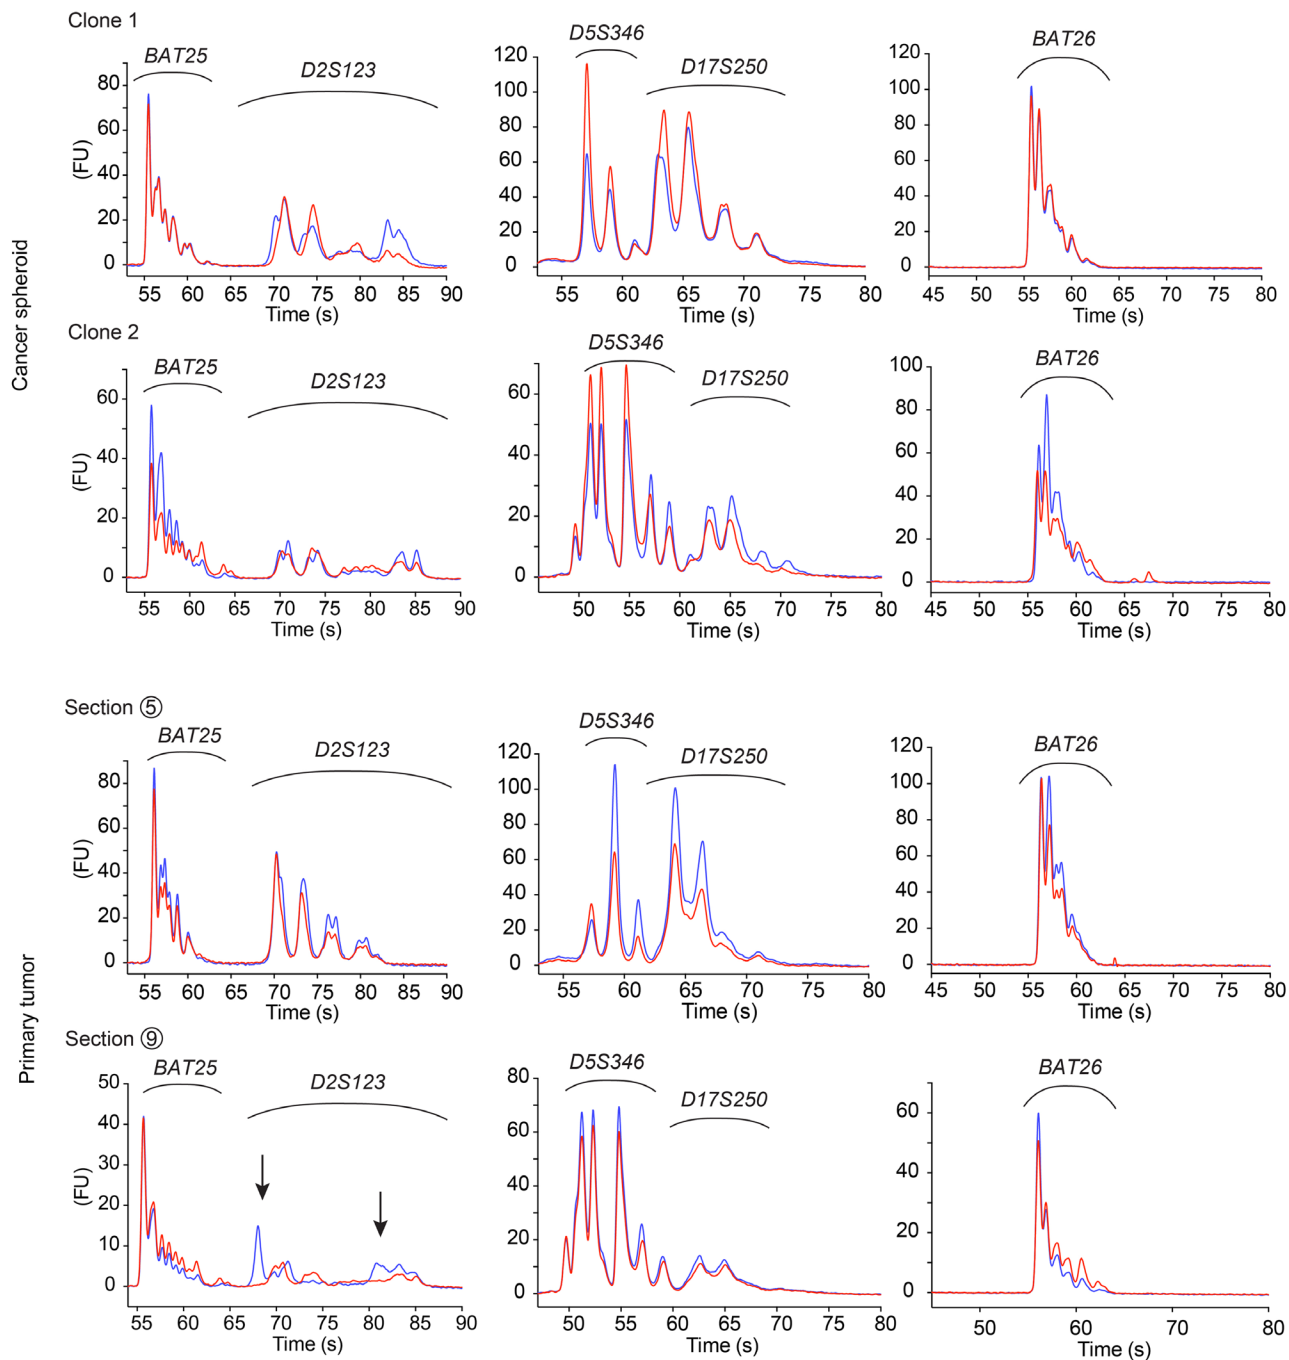 Clone 1
BAT25
D2S123
D5S346
D17S250
BAT26
(FU)
80
60
40
20
0
55 60 65 70 75 80 85 90
Time (s)
120
100
80
60
40
20
0
55 60 65 70 75 80
Time (s)
120
100
80
60
40
20
0
45 50 55 60 65 70 75 80
Time (s)
Cancer spheroid
Clone 2
BAT25
D2S123
D5S346
D17S250
BAT26
(FU)
60
40
20
0
55 60 65 70 75 80 85 90
Time (s)
60
40
20
0
50 55 60 65 70 75 80
Time (s)
100
80
60
40
20
0
45 50 55 60 65 70 75 80
Time (s)
Section ⑤
BAT25
D2S123
D5S346
D17S250
BAT26
(FU)
80
60
40
20
0
55 60 65 70 75 80 85 90
Time (s)
120
100
80
60
40
20
0
55 60 65 70 75 80
Time (s)
120
100
80
60
40
20
0
45 50 55 60 65 70 75 80
Time (s)
Primary tumor
Section ⑨
BAT25
D2S123
D5S346
D17S250
BAT26
(FU)
50
40
30
20
10
0
55 60 65 70 75 80 85 90
Time (s)
80
60
40
20
0
50 55 60 65 70 75 80
Time (s)
60
40
20
0
50 60 70 80
Time (s)